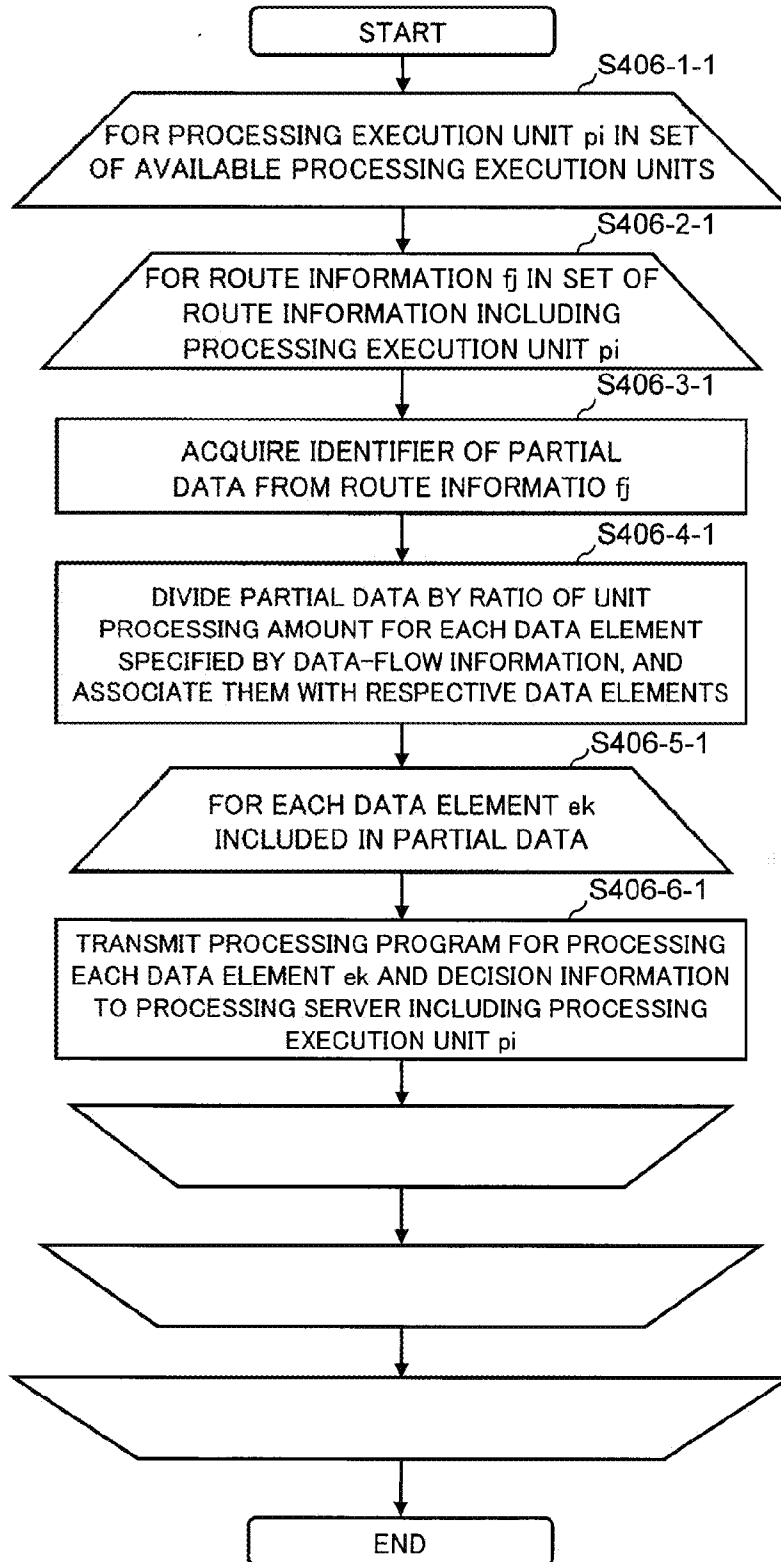 START
S406-1-1
FOR PROCESSING EXECUTION UNIT pi IN SET
OF AVAILABLE PROCESSING EXECUTION UNITS
S406-2-1
FOR ROUTE INFORMATION fj IN SET OF
ROUTE INFORMATION INCLUDING
PROCESSING EXECUTION UNIT pi
S406-3-1
ACQUIRE IDENTIFIER OF PARTIAL
DATA FROM ROUTE INFORMATIO fj
S406-4-1
DIVIDE PARTIAL DATA BY RATIO OF UNIT
PROCESSING AMOUNT FOR EACH DATA ELEMENT
SPECIFIED BY DATA-FLOW INFORMATION, AND
ASSOCIATE THEM WITH RESPECTIVE DATA ELEMENTS
S406-5-1
FOR EACH DATA ELEMENT ek
INCLUDED IN PARTIAL DATA
S406-6-1
TRANSMIT PROCESSING PROGRAM FOR PROCESSING
EACH DATA ELEMENT ek AND DECISION INFORMATION
TO PROCESSING SERVER INCLUDING PROCESSING
EXECUTION UNIT pi
END